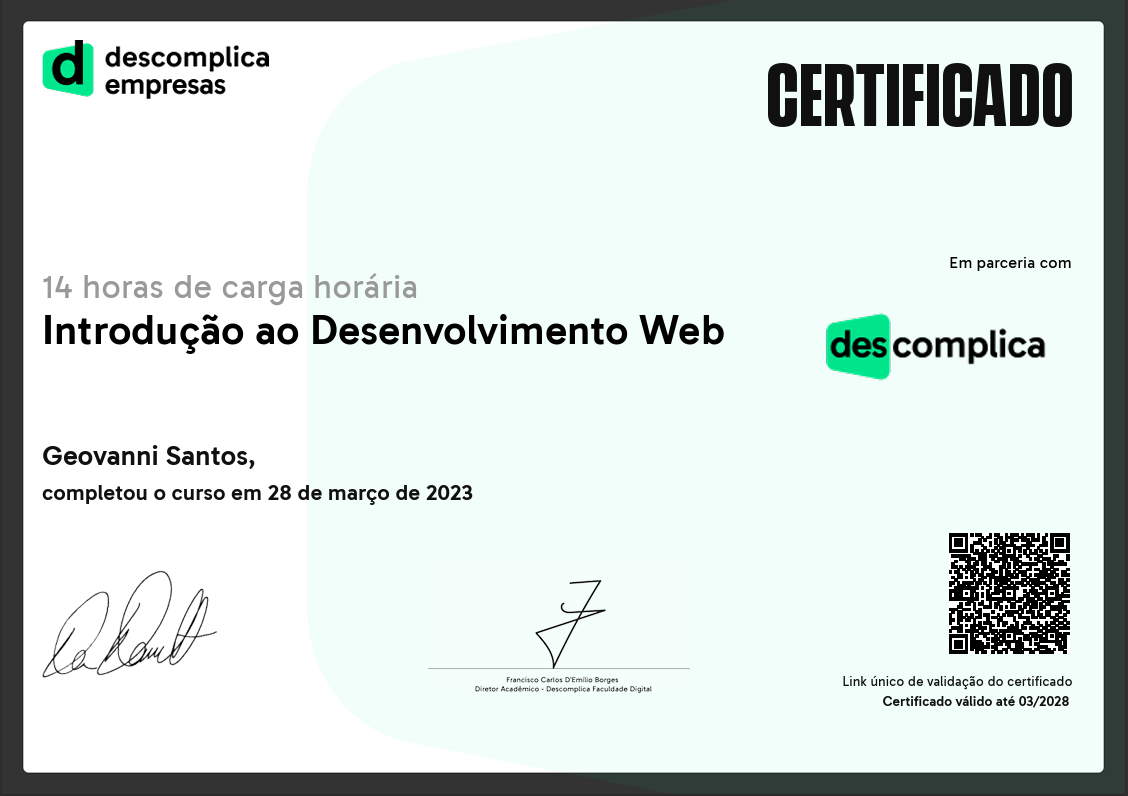 descomplica
empresas
CERTIFICADO
Em parceria com
descomplica
14 horas de carga horária
Introdução ao Desenvolvimento Web
Geovanni Santos,
completou o curso em 28 de março de 2023
Francisco Carlos D'Emílio Borges
Diretor Acadêmico - Descomplica Faculdade Digital
Link único de validação do certificado
Certificado válido até 03/2028